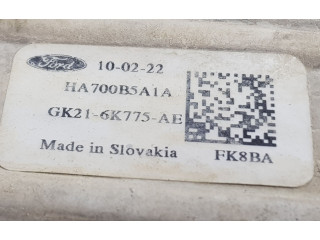 Ford 10-02-22
HA700B5A1A
GK21-6K775-AE
Made in Slovakia FK8BA